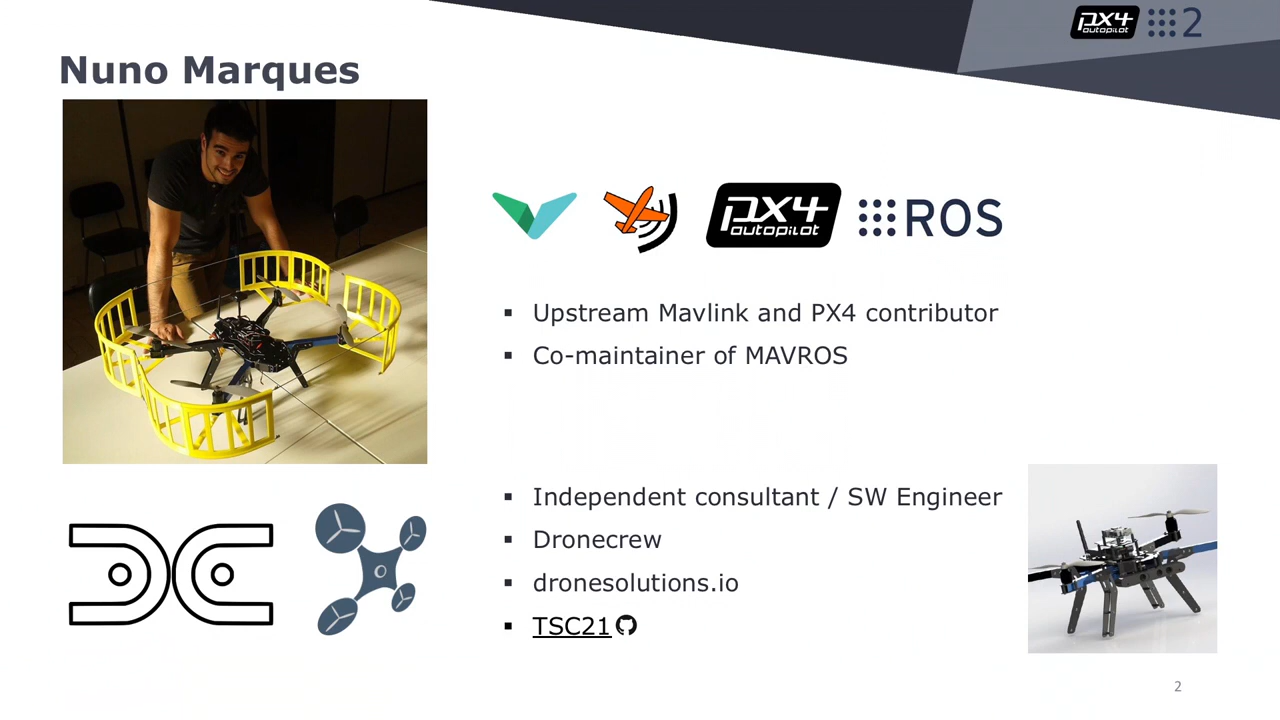 PX4 autopilot 2
Nuno Marques
PX4 autopilot ROS
▪ Upstream Mavlink and PX4 contributor
▪ Co-maintainer of MAVROS
▪ Independent consultant / SW Engineer
▪ Dronecrew
▪ dronesolutions.io
▪ TSC21
2